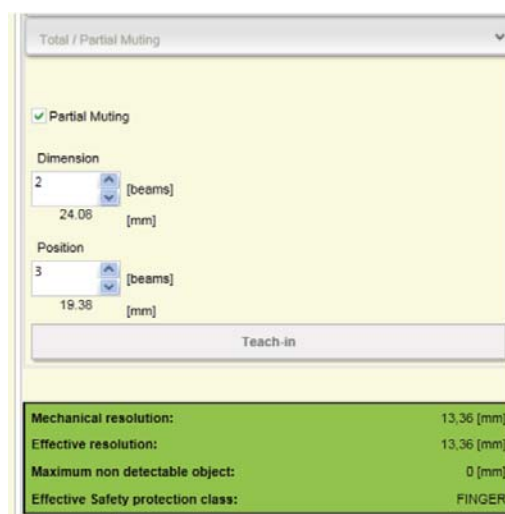 Total / Partial Muting
Partial Muting
Dimension
2 [beams]
24.08 [mm]
Position
3 [beams]
19.38 [mm]
Teach-in
Mechanical resolution: 13,36 [mm]
Effective resolution: 13,36 [mm]
Maximum non detectable object: 0 [mm]
Effective Safety protection class: FINGER